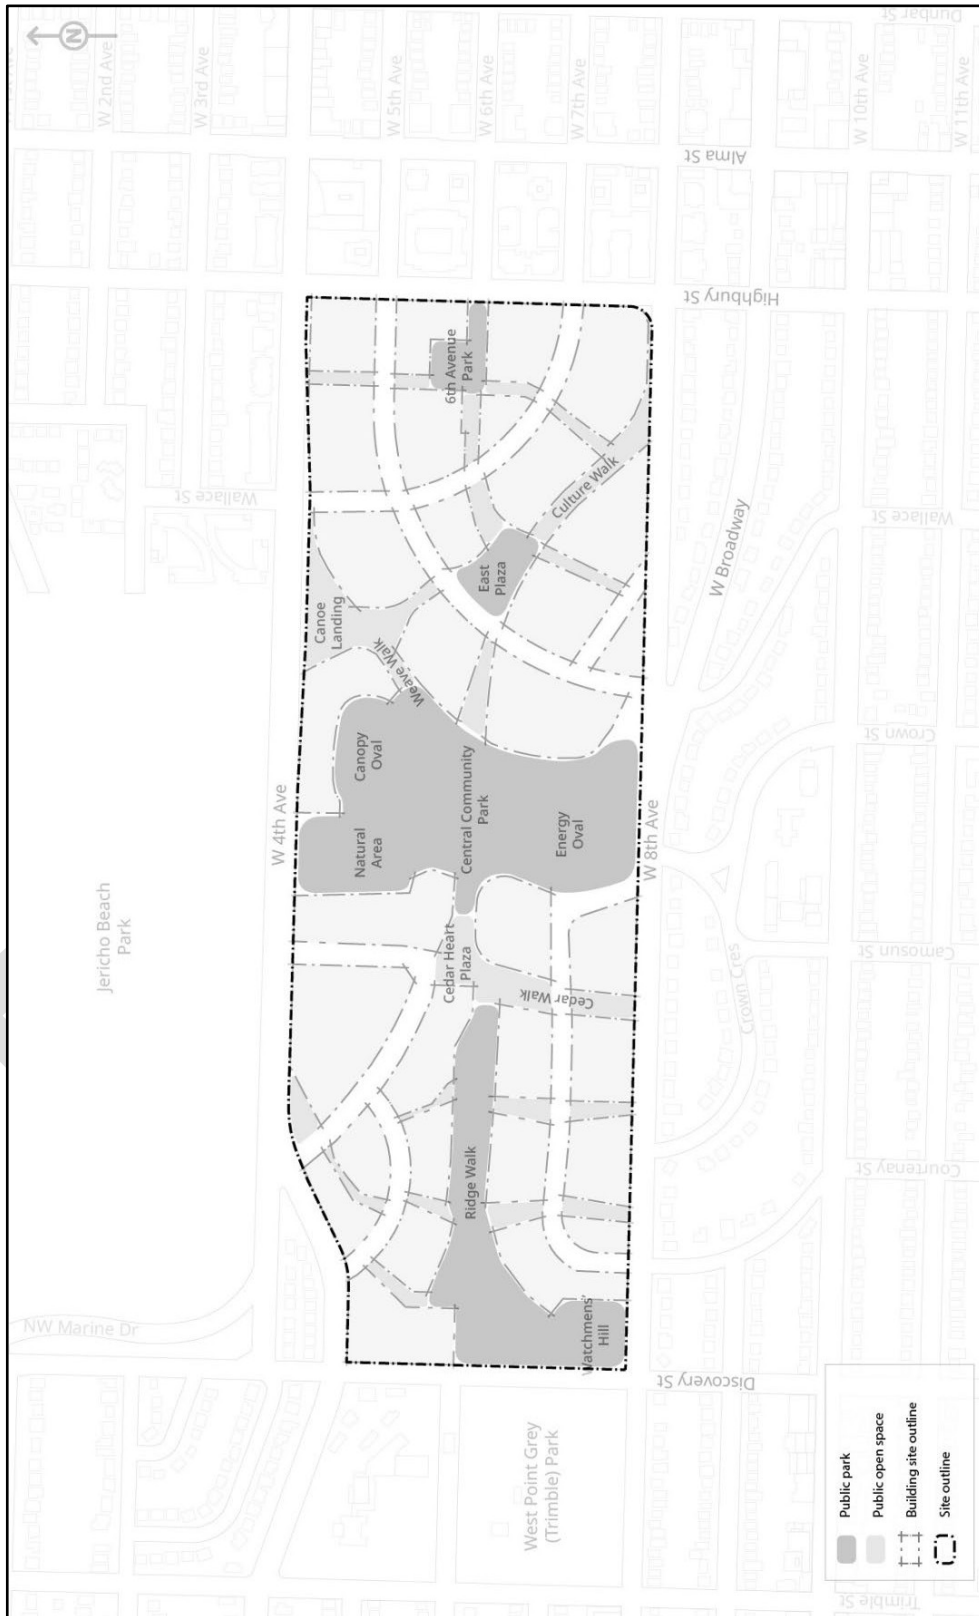 NW Marine Dr
Jericho Beach
Park
N
W 2nd Ave
W 3rd Ave
W 4th Ave
W 5th Ave
W 6th Ave
W 7th Ave
W 8th Ave
W Broadway
W 10th Ave
W 11th Ave
Wallace St
Canoe
Landing
Weave Walk
Canopy
Oval
Natural
Area
Central Community
Park
Energy
Oval
6th Avenue
Park
East
Plaza
Culture Walk
Cedar Heart
Plaza
Cedar Walk
Ridge Walk
Watchmens'
Hill
West Point Grey
(Trimble) Park
Trimble St
Discovery St
Courtenay St
Camosun St
Crown Cres
Crown St
Wallace St
Highbury St
Alma St
Dunbar St
Public park
Public open space
Building site outline
Site outline